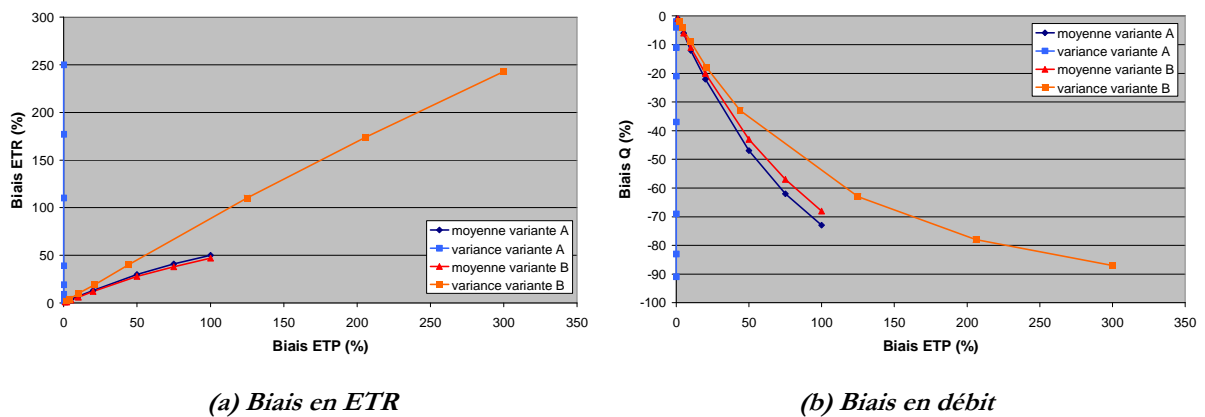 300
250
200
150
100
50
0
Biais ETR (%)
0 50 100 150 200 250 300 350
Biais ETP (%)
moyenne variante A
variance variante A
moyenne variante B
variance variante B
(a) Biais en ETR
0
-10
-20
-30
-40
-50
-60
-70
-80
-90
-100
Biais Q (%)
0 50 100 150 200 250 300 350
Biais ETP (%)
moyenne variante A
variance variante A
moyenne variante B
variance variante B
(b) Biais en débit